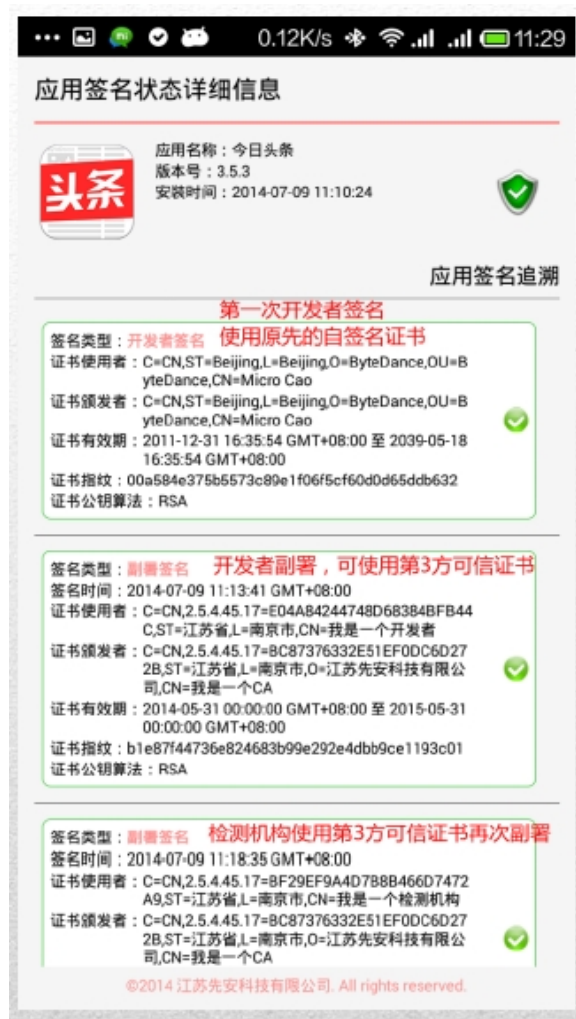 0.12K/s 11:29
应用签名状态详细信息
头条
应用名称：今日头条
版本号：3.5.3
安装时间：2014-07-09 11:10:24
应用签名追溯
第一次开发者签名
签名类型：开发者签名 使用原先的自签名证书
证书使用者：C=CN,ST=Beijing,L=Beijing,O=ByteDance,OU=B
yteDance,CN=Micro Cao
证书颁发者：C=CN,ST=Beijing,L=Beijing,O=ByteDance,OU=B
yteDance,CN=Micro Cao
证书有效期：2011-12-31 16:35:54 GMT+08:00 至 2039-05-18
16:35:54 GMT+08:00
证书指纹：00a584e375b5573c89e1f06f5cf60d0d65ddb632
证书公钥算法：RSA
签名类型：副署签名 开发者副署，可使用第3方可信证书
签名时间：2014-07-09 11:13:41 GMT+08:00
证书使用者：C=CN,2.5.4.45.17=E04A84244748D68384BFB44
C,ST=江苏省,L=南京市,CN=我是一个开发者
证书颁发者：C=CN,2.5.4.45.17=BC87376332E51EF0DC6D27
2B,ST=江苏省,L=南京市,O=江苏先安科技有限公
司,CN=我是一个CA
证书有效期：2014-05-31 00:00:00 GMT+08:00 至 2015-05-31
00:00:00 GMT+08:00
证书指纹：b1e87f44736e824683b99e292e4dbb9ce1193c01
证书公钥算法：RSA
签名类型：副署签名 检测机构使用第3方可信证书再次副署
签名时间：2014-07-09 11:18:35 GMT+08:00
证书使用者：C=CN,2.5.4.45.17=BF29EF9A4D7B8B466D7472
A9,ST=江苏省,L=南京市,CN=我是一个检测机构
证书颁发者：C=CN,2.5.4.45.17=BC87376332E51EF0DC6D27
2B,ST=江苏省,L=南京市,O=江苏先安科技有限公
司,CN=我是一个CA
©2014 江苏先安科技有限公司. All rights reserved.